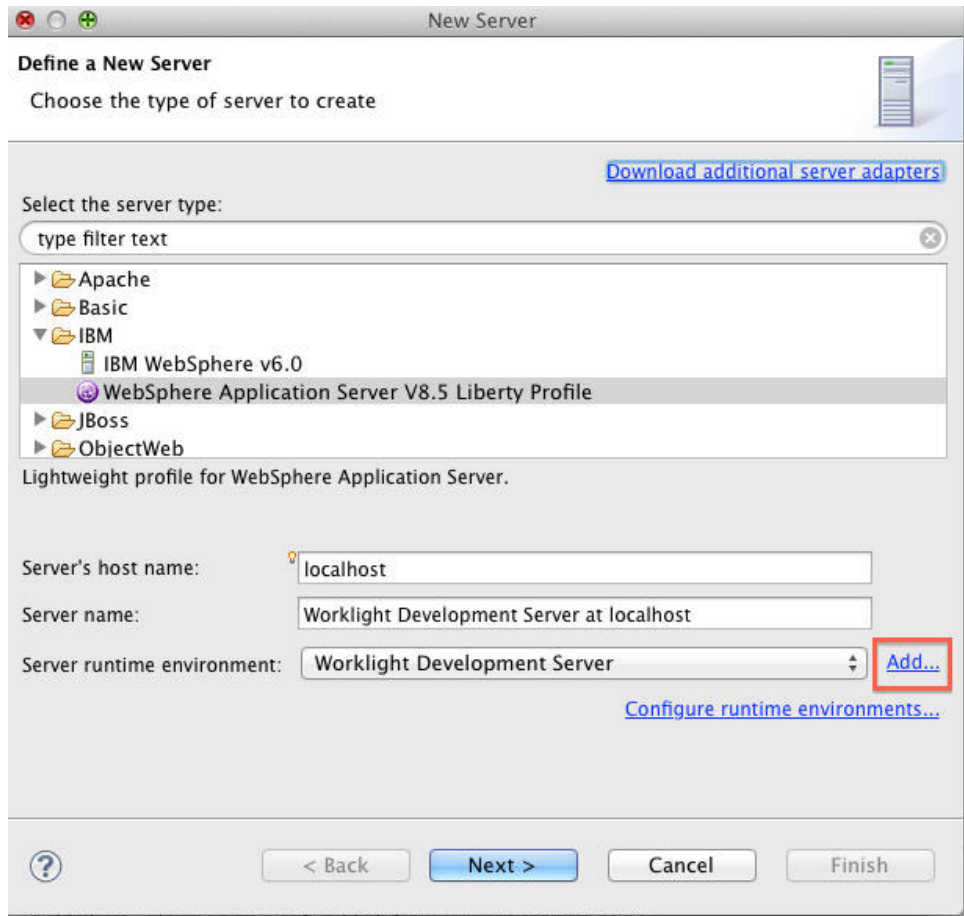 New Server
Define a New Server
Choose the type of server to create
Download additional server adapters
Select the server type:
type filter text
Apache
Basic
IBM
IBM WebSphere v6.0
WebSphere Application Server V8.5 Liberty Profile
JBoss
ObjectWeb
Lightweight profile for WebSphere Application Server.
Server's host name: localhost
Server name: Worklight Development Server at localhost
Server runtime environment: Worklight Development Server Add...
Configure runtime environments...
? < Back Next > Cancel Finish